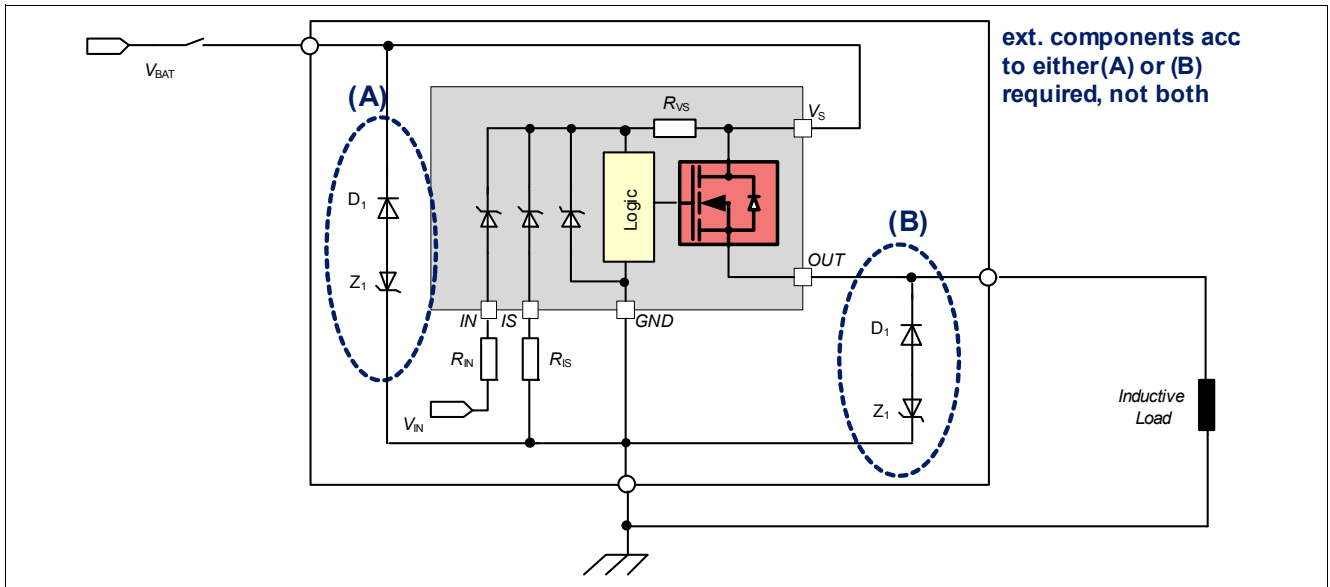 ext. components acc
to either(A) or (B)
required, not both
VBAT
(A)
RVS
VS
D1
Z1
Logic
(B)
OUT
IN
IS
GND
D1
Z1
RIN
RIS
VIN
Inductive
Load